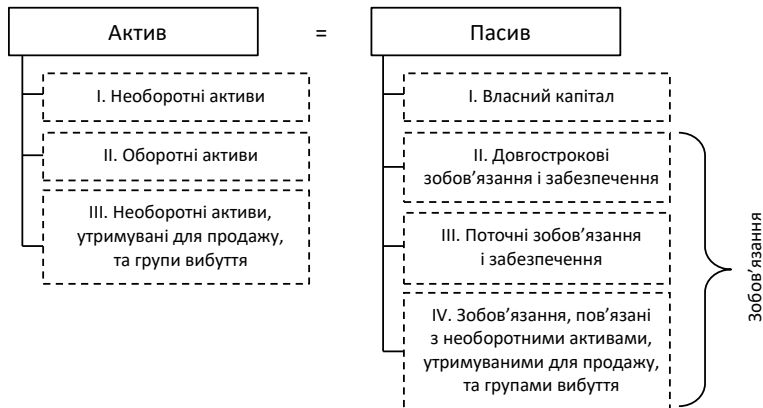 Актив
=
Пасив
I. Необоротні активи
II. Оборотні активи
III. Необоротні активи,
утримувані для продажу,
та групи вибуття
I. Власний капітал
II. Довгострокові
зобов’язання і забезпечення
III. Поточні зобов’язання
і забезпечення
IV. Зобов’язання, пов’язані
з необоротними активами,
утримуваними для продажу,
та групами вибуття
Зобов’язання